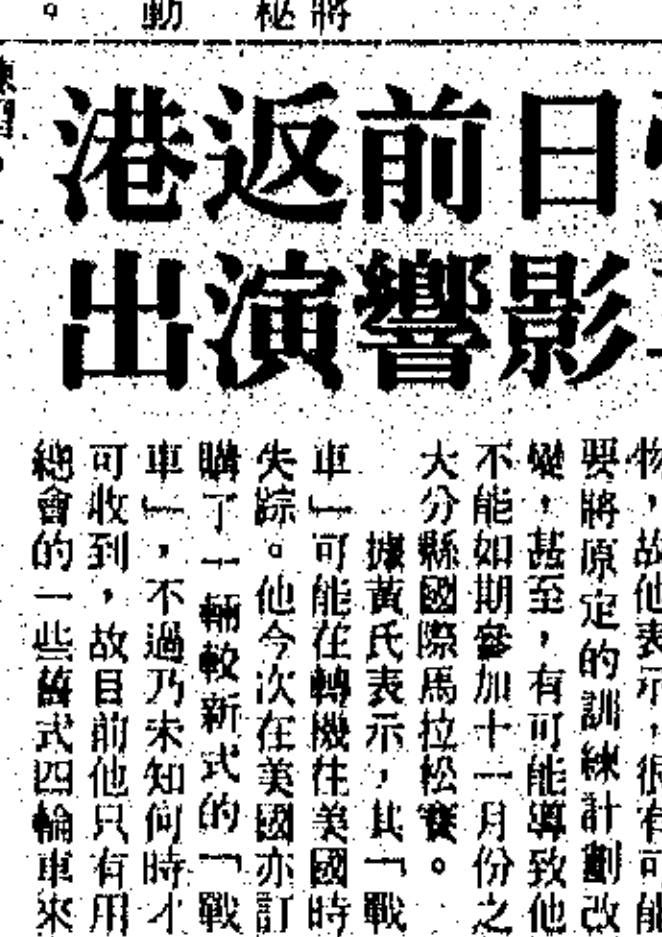 將
秘
動。
日前返港
影響演出
物，故他表示，很有可能
要將原定的訓練計劃改
變，甚至，有可能導致他
不能如期參加十一月份之
大分縣國際馬拉松賽。
據黃氏表示，其「戰
車」可能在轉機往美國時
失踪。他今次在美國亦訂
購了一輛較新式的「戰
車」，不過乃未知何時才
可收到，故目前他只有用
總會的一些舊式四輪車來